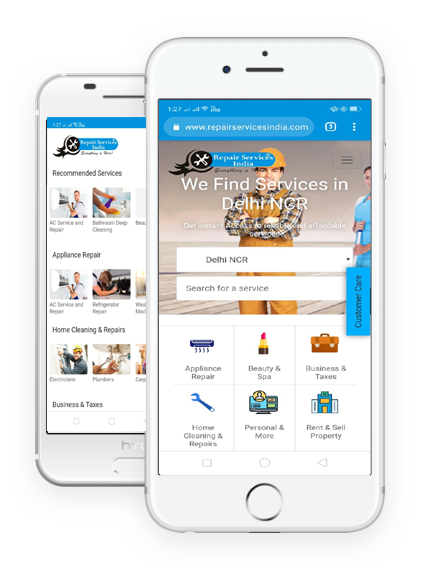 1:27
Repair Services
India
Everything is Here!
Recommended Services
AC Service and
Repair
Bathroom Deep
Cleaning
Beau
Appliance Repair
AC Service and
Repair
Refrigerator
Repair
Wash
Mach
Home Cleaning & Repairs
Electricians
Plumbers
Carp
Business & Taxes
1:27
www.repairservicesindia.com
3
Repair Services
India
Everything is Here!
We Find Services in
Delhi NCR
Get instant Access to reliable and affordable
services
Delhi NCR
Search for a service
Customer Care
Appliance
Repair
Beauty &
Spa
Business &
Taxes
Home
Cleaning &
Repairs
Personal &
More
Rent & Sell
Property